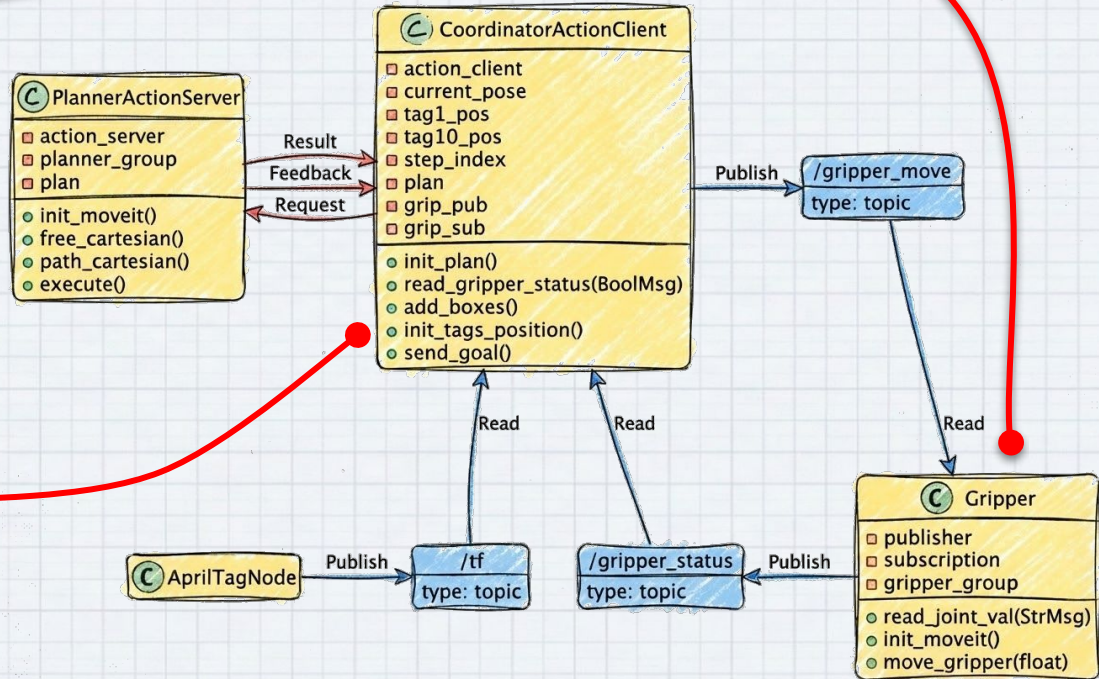 C PlannerActionServer
action_server
planner_group
plan
init_moveit()
free_cartesian()
path_cartesian()
execute()
Result
Feedback
Request
C CoordinatorActionClient
action_client
current_pose
tag1_pos
tag10_pos
step_index
plan
grip_pub
grip_sub
init_plan()
read_gripper_status(BoolMsg)
add_boxes()
init_tags_position()
send_goal()
Publish
/gripper_move
type: topic
Read
Read
Read
C AprilTagNode
Publish
/tf
type: topic
/gripper_status
type: topic
Publish
C Gripper
publisher
subscription
gripper_group
read_joint_val(StrMsg)
init_moveit()
move_gripper(float)